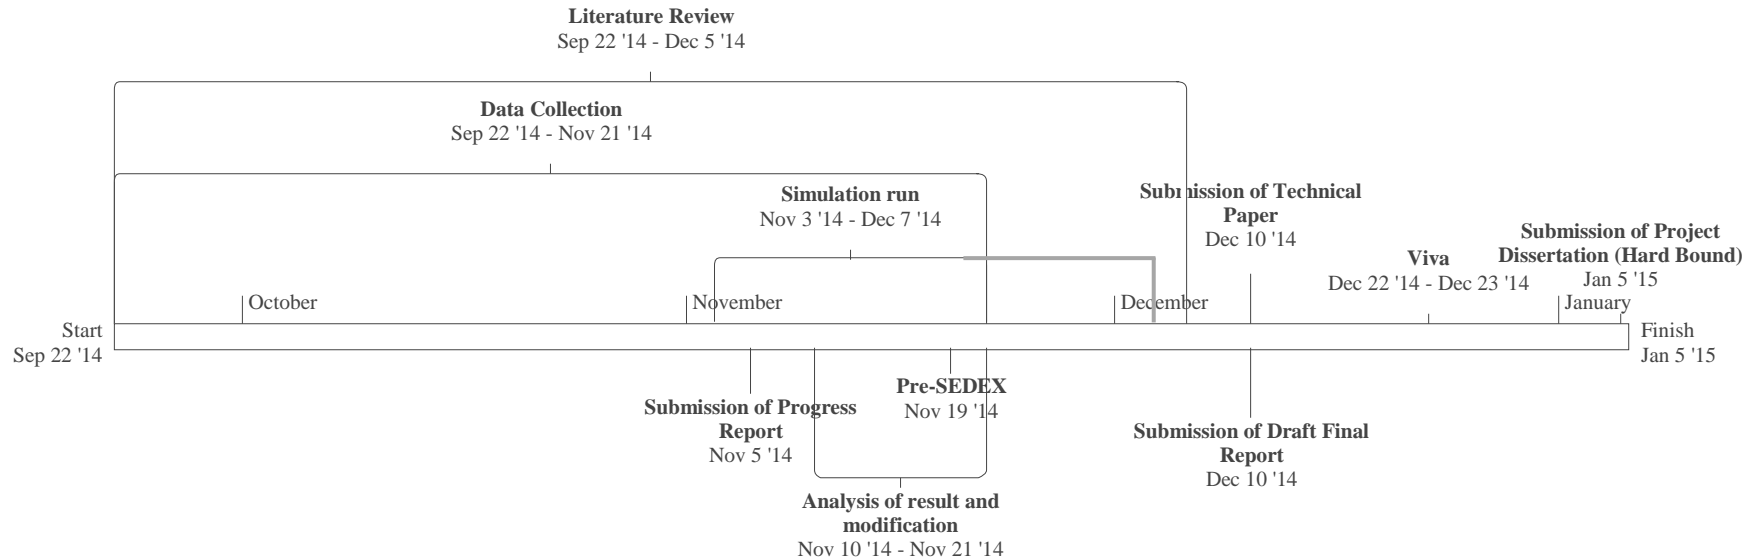 Literature Review
Sep 22 '14 - Dec 5 '14
Data Collection
Sep 22 '14 - Nov 21 '14
Simulation run
Nov 3 '14 - Dec 7 '14
Submission of Technical
Paper
Dec 10 '14
Viva
Dec 22 '14 - Dec 23 '14
Submission of Project
Dissertation (Hard Bound)
Jan 5 '15
October
November
December
January
Start
Sep 22 '14
Finish
Jan 5 '15
Submission of Progress
Report
Nov 5 '14
Pre-SEDEX
Nov 19 '14
Submission of Draft Final
Report
Dec 10 '14
Analysis of result and
modification
Nov 10 '14 - Nov 21 '14